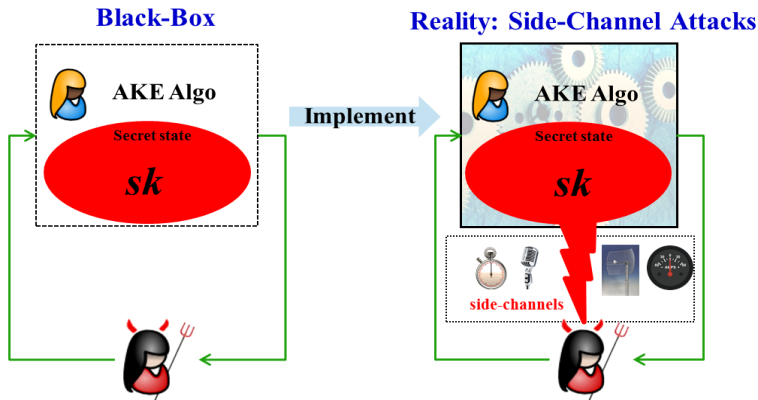 Black-Box
Reality: Side-Channel Attacks
AKE Algo
Secret state
sk
Implement
AKE Algo
Secret state
sk
side-channels